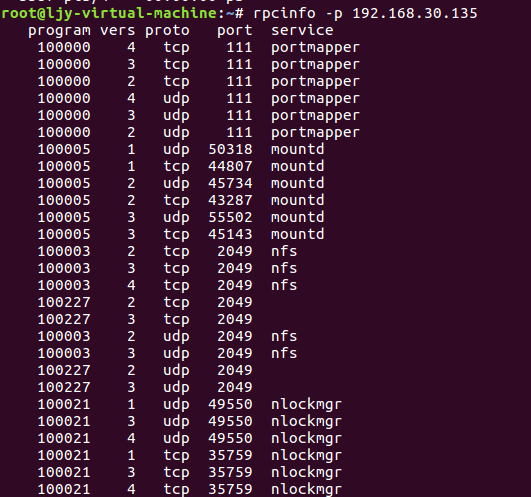 root@ljy-virtual-machine:~# rpcinfo -p 192.168.30.135
program vers proto port service
100000 4 tcp 111 portmapper
100000 3 tcp 111 portmapper
100000 2 tcp 111 portmapper
100000 4 udp 111 portmapper
100000 3 udp 111 portmapper
100000 2 udp 111 portmapper
100005 1 udp 50318 mountd
100005 1 tcp 44807 mountd
100005 2 udp 45734 mountd
100005 2 tcp 43287 mountd
100005 3 udp 55502 mountd
100005 3 tcp 45143 mountd
100003 2 tcp 2049 nfs
100003 3 tcp 2049 nfs
100003 4 tcp 2049 nfs
100227 2 tcp 2049
100227 3 tcp 2049
100003 2 udp 2049 nfs
100003 3 udp 2049 nfs
100227 2 udp 2049
100227 3 udp 2049
100021 1 udp 49550 nlockmgr
100021 3 udp 49550 nlockmgr
100021 4 udp 49550 nlockmgr
100021 1 tcp 35759 nlockmgr
100021 3 tcp 35759 nlockmgr
100021 4 tcp 35759 nlockmgr